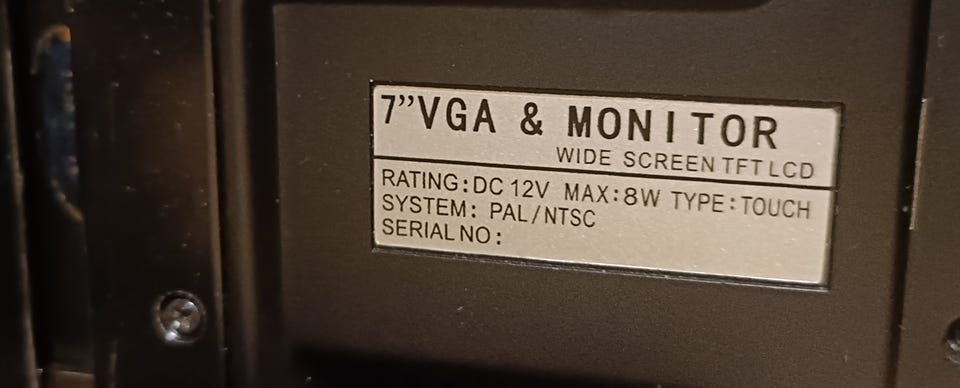 7”VGA & MONITOR
WIDE SCREEN TFT LCD
RATING:DC 12V MAX:8W TYPE:TOUCH
SYSTEM: PAL/NTSC
SERIAL NO: